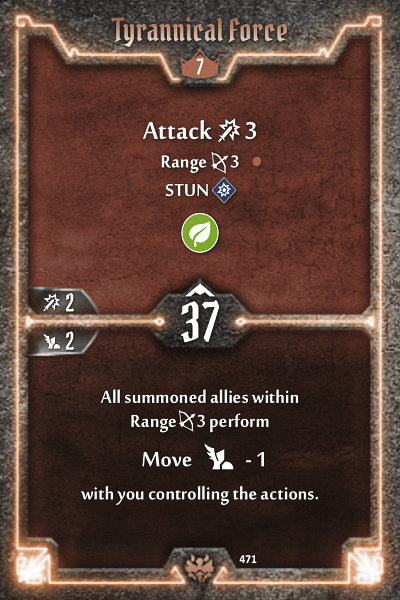 Tyrannical Force
7
Attack 3
Range 3
STUN
2
37
2
All summoned allies within
Range 3 perform
Move - 1
with you controlling the actions.
471